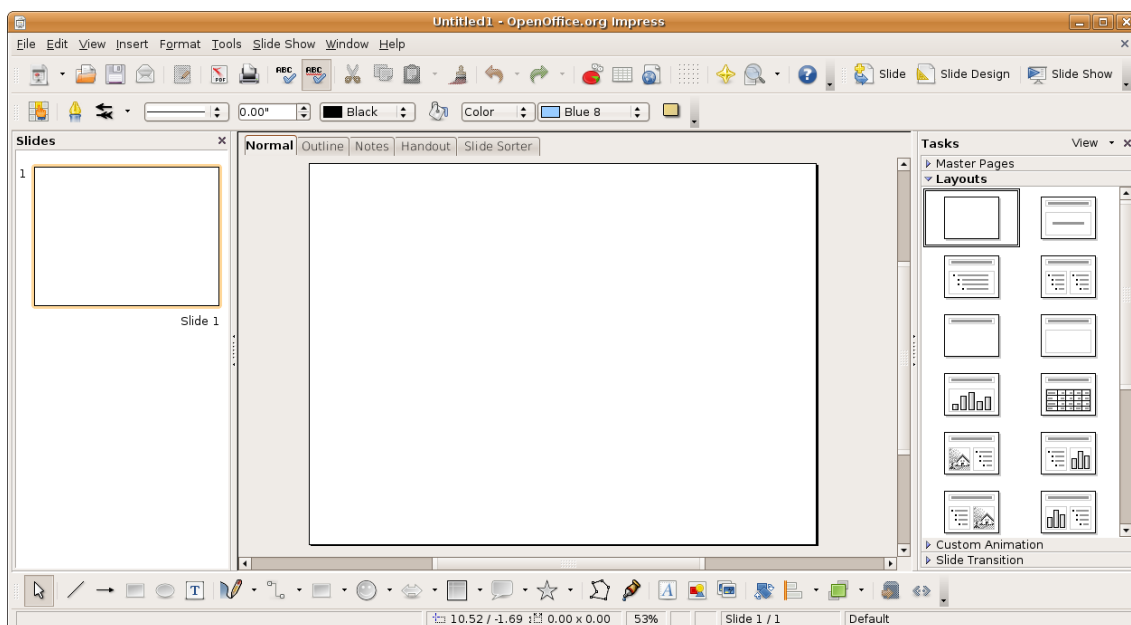 Untitled1 - OpenOffice.org Impress
File Edit View Insert Format Tools Slide Show Window Help
PDF ABC ABC Slide Slide Design Slide Show
0.00" Black Color Blue 8
Slides
Normal Outline Notes Handout Slide Sorter
Tasks View
1
Master Pages
Layouts
Slide 1
Custom Animation
Slide Transition
T A
10.52 / -1.69 0.00 x 0.00 53% Slide 1 / 1 Default